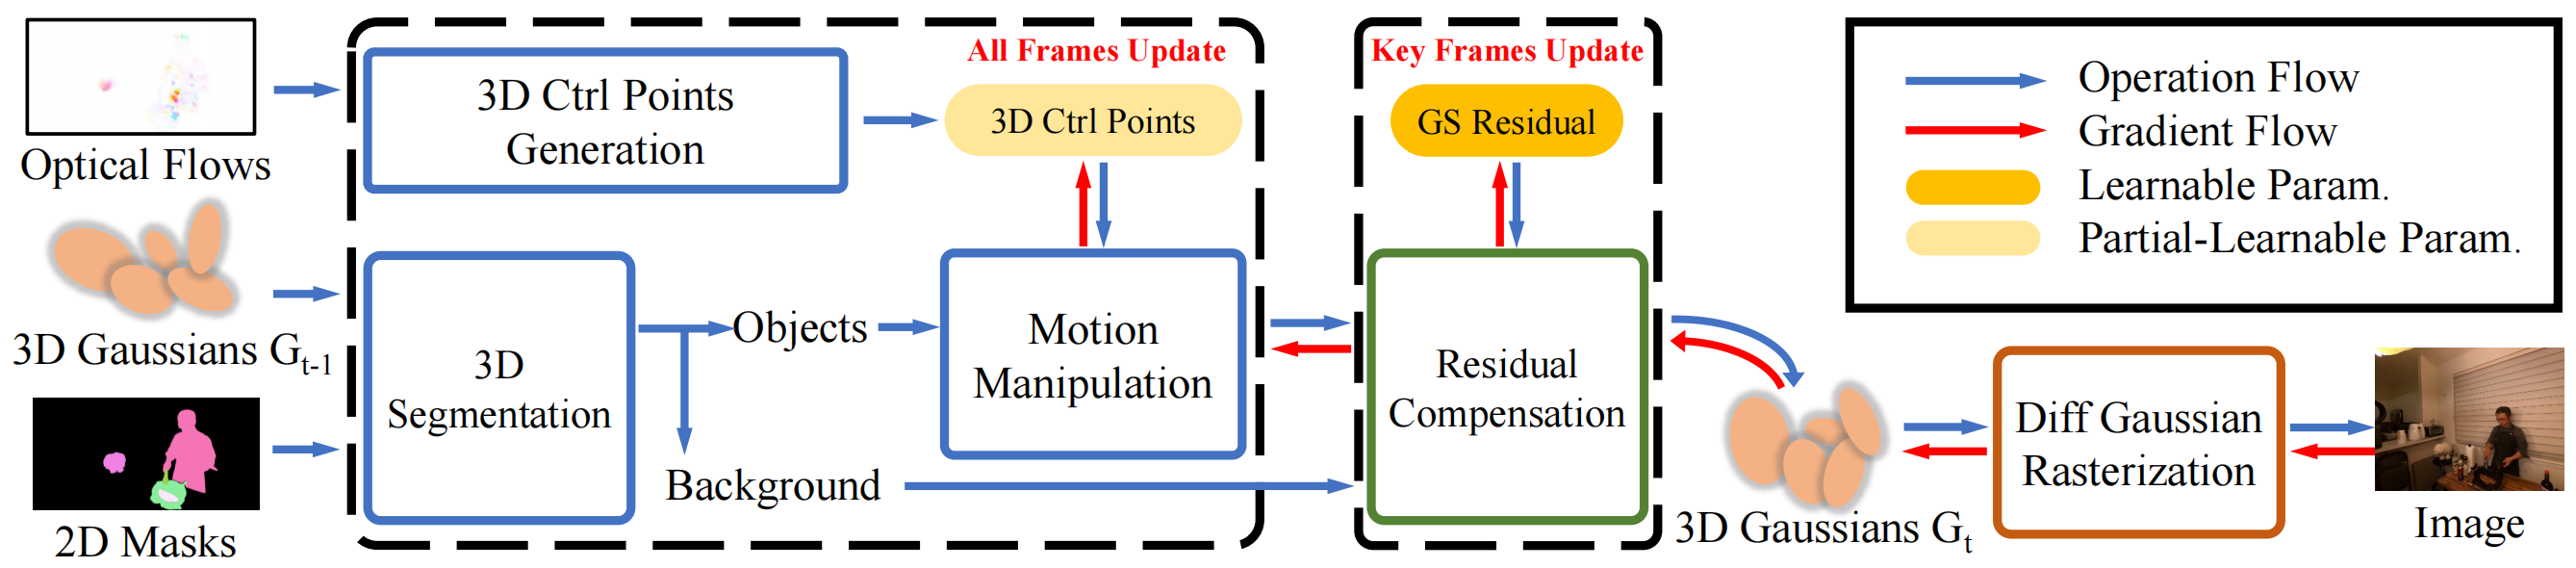 Optical Flows
3D Gaussians Gt-1
2D Masks
3D Ctrl Points
Generation
All Frames Update
3D Ctrl Points
3D
Segmentation
Objects
Background
Motion
Manipulation
Key Frames Update
GS Residual
Residual
Compensation
3D Gaussians Gt
Diff Gaussian
Rasterization
Image
Operation Flow
Gradient Flow
Learnable Param.
Partial-Learnable Param.